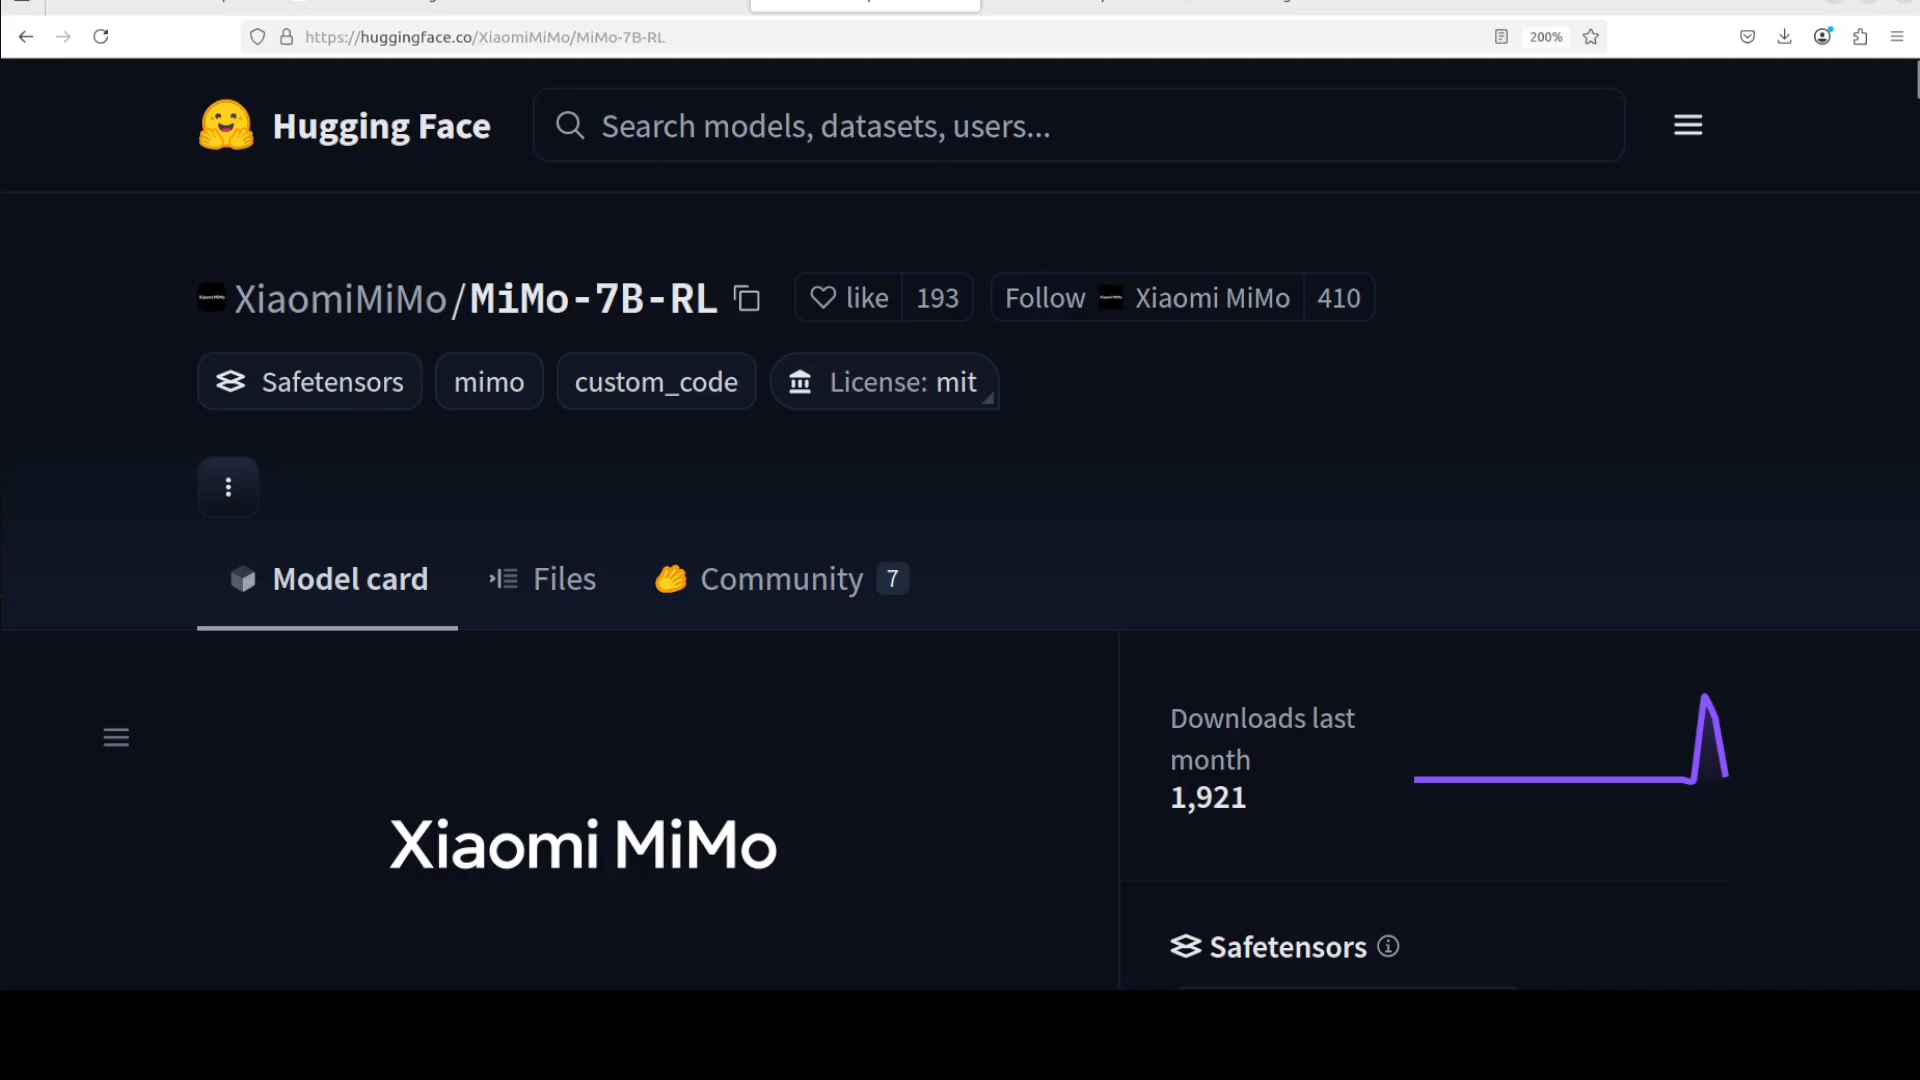 https://huggingface.co/XiaomiMiMo/MiMo-7B-RL
200%
Hugging Face
Search models, datasets, users...
XiaomiMiMo/MiMo-7B-RL
like 193
Follow Xiaomi MiMo 410
Safetensors
mimo
custom_code
License: mit
Model card
Files
Community 7
Downloads last
month
1,921
Xiaomi MiMo
Safetensors